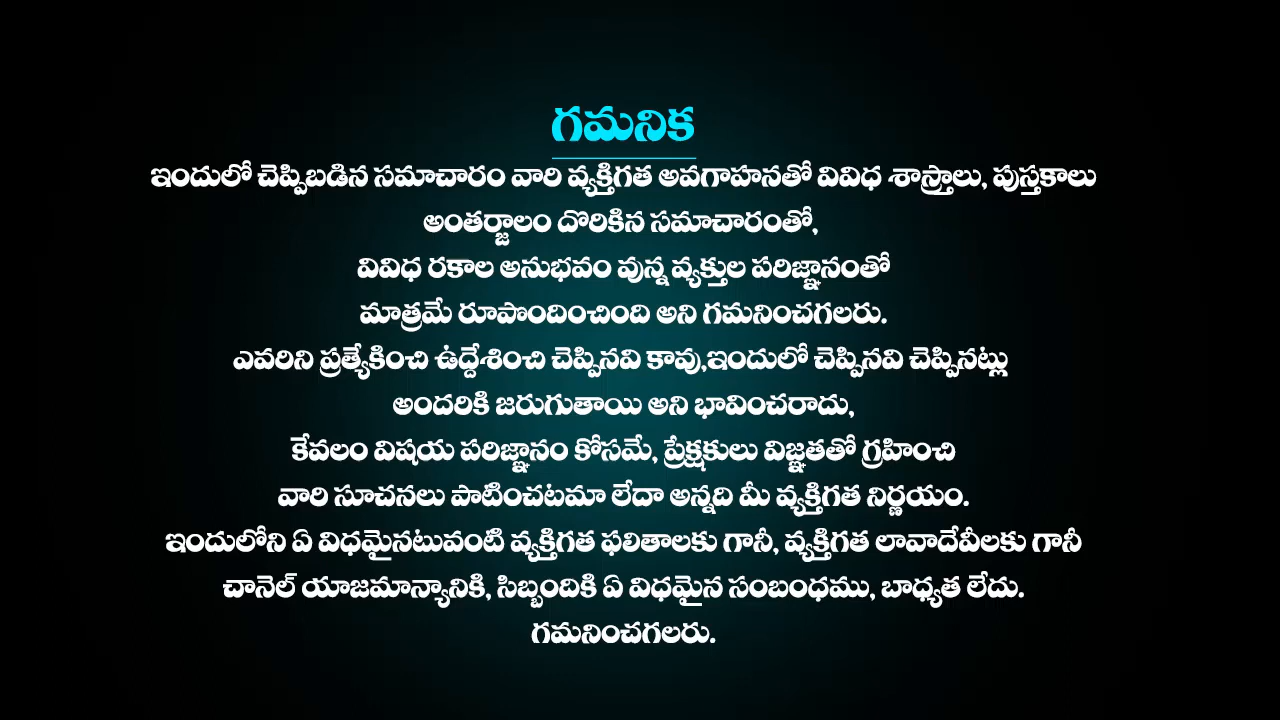 గమనిక
ఇందులో చెప్పిబడిన సమాచారం వారి వ్యక్తిగత అవగాహనతో వివిధ శాస్త్రాలు, పుస్తకాలు
అంతర్జాలం దొరికిన సమాచారంతో,
వివిధ రకాల అనుభవం వున్న వ్యక్తుల పరిజ్ఞానంతో
మాత్రమే రూపొందించింది అని గమనించగలరు.
ఎవరిని ప్రత్యేకించి ఉద్దేశించి చెప్పినవి కావు,ఇందులో చెప్పినవి చెప్పినట్లు
అందరికి జరుగుతాయి అని భావించరాదు,
కేవలం విషయ పరిజ్ఞానం కోసమే, ప్రేక్షకులు విజ్ఞతతో గ్రహించి
వారి సూచనలు పాటించటమా లేదా అన్నది మీ వ్యక్తిగత నిర్ణయం.
ఇందులోని ఏ విధమైనటువంటి వ్యక్తిగత ఫలితాలకు గానీ, వ్యక్తిగత లావాదేవీలకు గానీ
చానెల్ యాజమాన్యానికి, సిబ్బందికి ఏ విధమైన సంబంధము, బాధ్యత లేదు.
గమనించగలరు.